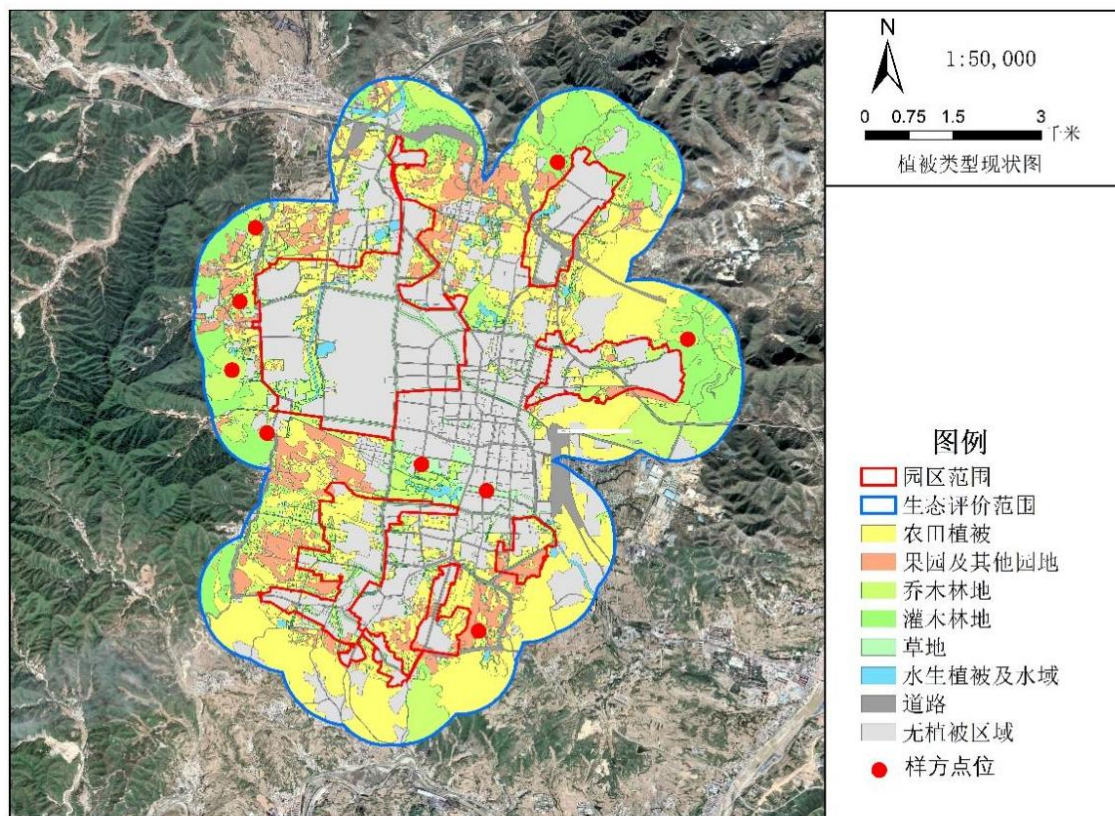 N
1:50,000
0 0.75 1.5 3
千米
植被类型现状图
图例
园区范围
生态评价范围
农田植被
果园及其他园地
乔木林地
灌木林地
草地
水生植被及水域
道路
无植被区域
样方点位